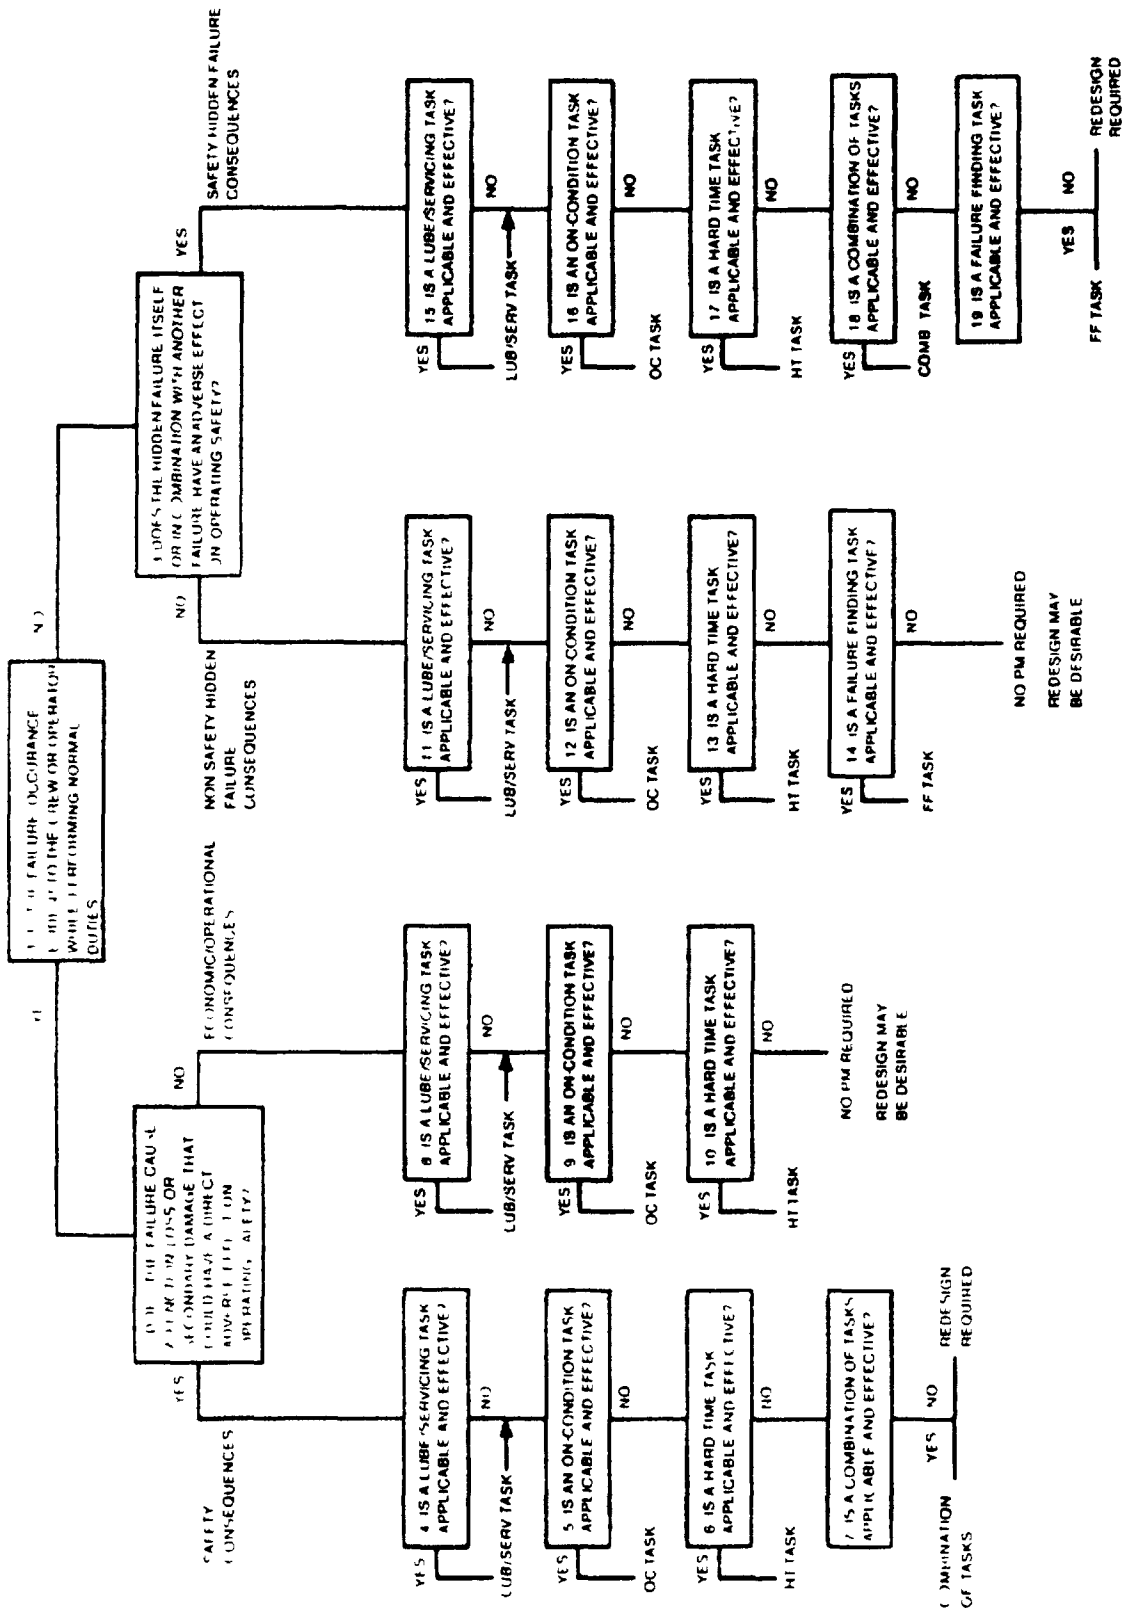 FAILURE OCCURANCE
TO THE CREW OR OPERATOR
WHILE PERFORMING NORMAL
DUTIES
THE FAILURE CAUSE
LOSS OR
SECONDARY DAMAGE THAT
HAVE A DIRECT
ON
OPERATING
YES
NO
DOES THE HIDDEN FAILURE ITSELF
OR IN COMBINATION WITH ANOTHER
FAILURE HAVE AN ADVERSE EFFECT
ON OPERATING SAFETY?
NO
YES
SAFETY
CONSEQUENCES
ECONOMIC/OPERATIONAL
CONSEQUENCES
NON SAFETY HIDDEN
FAILURE
CONSEQUENCES
SAFETY HIDDEN FAILURE
CONSEQUENCES
4 IS A LUBE/SERVICING TASK
APPLICABLE AND EFFECTIVE?
YES
NO
LUB/SERV TASK
5 IS AN ON-CONDITION TASK
APPLICABLE AND EFFECTIVE?
YES
NO
OC TASK
6 IS A HARD TIME TASK
APPLICABLE AND EFFECTIVE?
YES
NO
HT TASK
7 IS A COMBINATION OF TASKS
APPLICABLE AND EFFECTIVE?
YES
NO
COMBINATION
OF TASKS
REDESIGN
REQUIRED
8 IS A LUBE/SERVICING TASK
APPLICABLE AND EFFECTIVE?
YES
NO
LUB/SERV TASK
9 IS AN ON-CONDITION TASK
APPLICABLE AND EFFECTIVE?
YES
NO
OC TASK
10 IS A HARD TIME TASK
APPLICABLE AND EFFECTIVE?
YES
NO
HT TASK
NO PM REQUIRED
REDESIGN MAY
BE DESIRABLE
11 IS A LUBE/SERVICING TASK
APPLICABLE AND EFFECTIVE?
YES
NO
LUB/SERV TASK
12 IS AN ON-CONDITION TASK
APPLICABLE AND EFFECTIVE?
YES
NO
OC TASK
13 IS A HARD TIME TASK
APPLICABLE AND EFFECTIVE?
YES
NO
HT TASK
14 IS A FAILURE FINDING TASK
APPLICABLE AND EFFECTIVE?
YES
NO
FF TASK
NO PM REQUIRED
REDESIGN MAY
BE DESIRABLE
15 IS A LUBE/SERVICING TASK
APPLICABLE AND EFFECTIVE?
YES
NO
LUB/SERV TASK
16 IS AN ON-CONDITION TASK
APPLICABLE AND EFFECTIVE?
YES
NO
OC TASK
17 IS A HARD TIME TASK
APPLICABLE AND EFFECTIVE?
YES
NO
HT TASK
18 IS A COMBINATION OF TASKS
APPLICABLE AND EFFECTIVE?
YES
NO
COMB TASK
19 IS A FAILURE FINDING TASK
APPLICABLE AND EFFECTIVE?
YES
NO
FF TASK
REDESIGN
REQUIRED